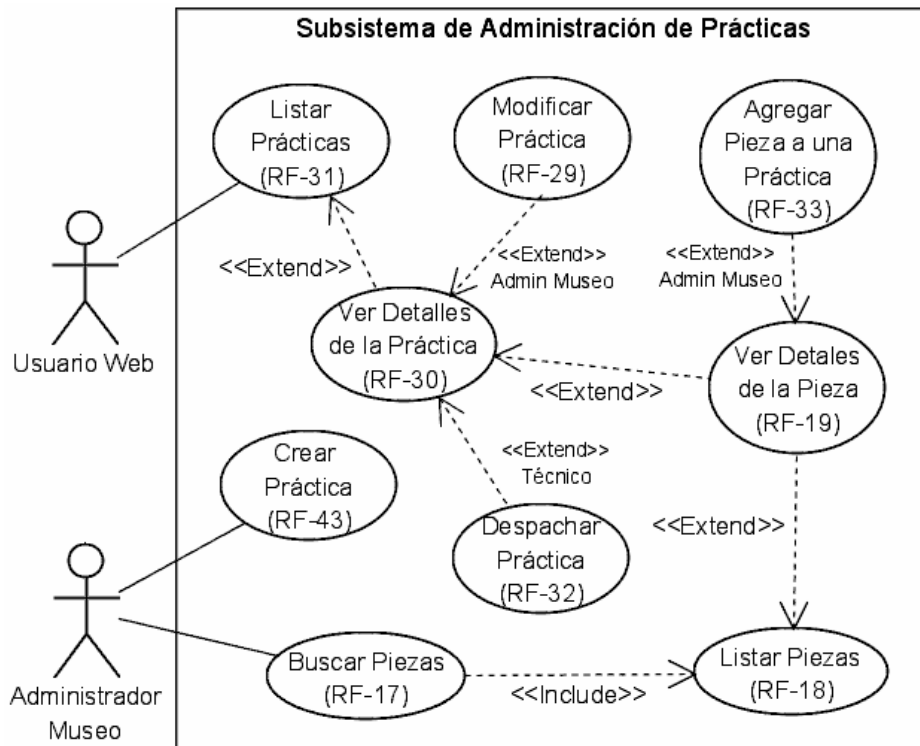 Subsistema de Administración de Prácticas
Listar
Prácticas
(RF-31)
Modificar
Práctica
(RF-29)
Agregar
Pieza a una
Práctica
(RF-33)
<<Extend>>
<<Extend>>
Admin Museo
<<Extend>>
Admin Museo
Usuario Web
Ver Detalles
de la Práctica
(RF-30)
Ver Detales
de la Pieza
(RF-19)
<<Extend>>
Crear
Práctica
(RF-43)
<<Extend>>
Técnico
<<Extend>>
Despachar
Práctica
(RF-32)
Administrador
Museo
Buscar Piezas
(RF-17)
<<Include>>
Listar Piezas
(RF-18)